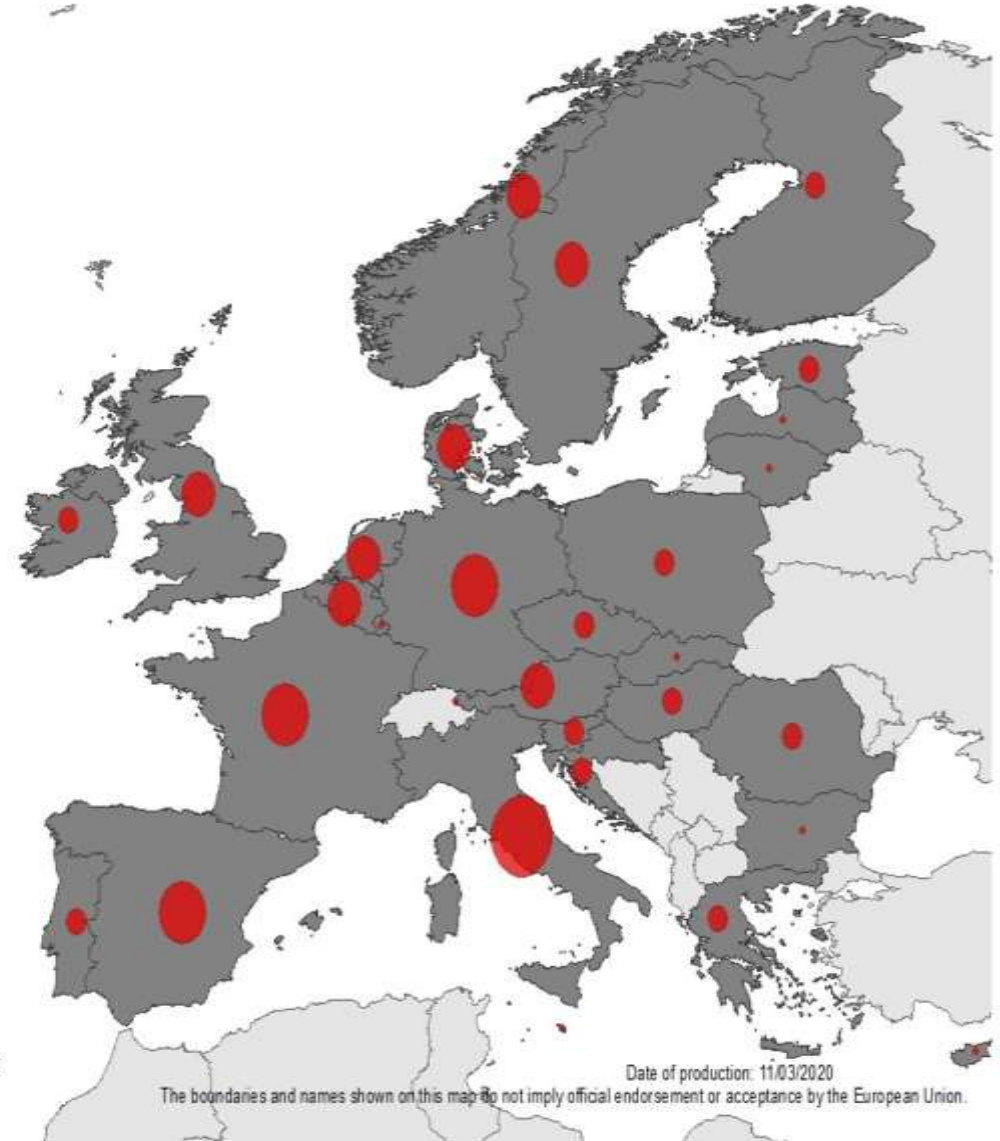 Date of production: 11/03/2020
The boundaries and names shown on this map do not imply official endorsement or acceptance by the European Union.